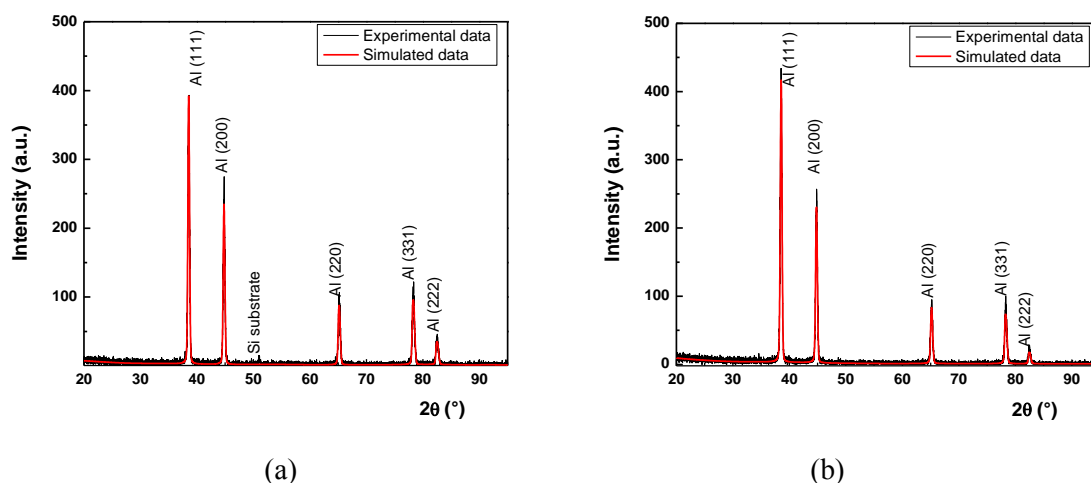 500
400
300
200
100
20 30 40 50 60 70 80 90
Intensity (a.u.)
2θ (°)
Experimental data
Simulated data
Al (111)
Al (200)
Si substrate
Al (220)
Al (331)
Al (222)
(a)
500
400
300
200
100
0
20 30 40 50 60 70 80 90
Intensity (a.u.)
2θ (°)
Experimental data
Simulated data
Al (111)
Al (200)
Al (220)
Al (331)
Al (222)
(b)